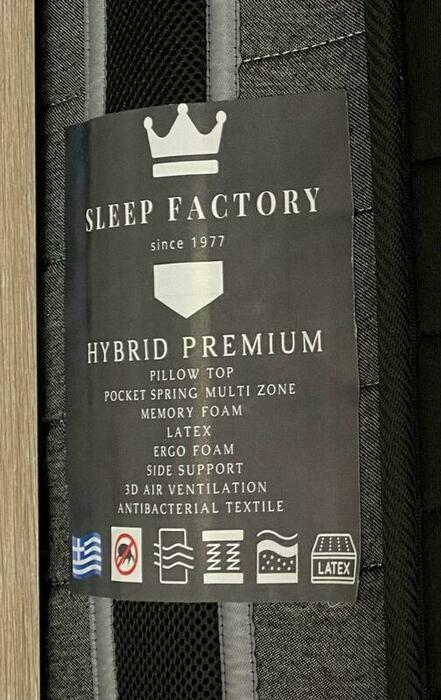 SLEEP FACTORY
since 1977
HYBRID PREMIUM
PILLOW TOP
POCKET SPRING MULTI ZONE
MEMORY FOAM
LATEX
ERGO FOAM
SIDE SUPPORT
3D AIR VENTILATION
ANTIBACTERIAL TEXTILE
LATEX